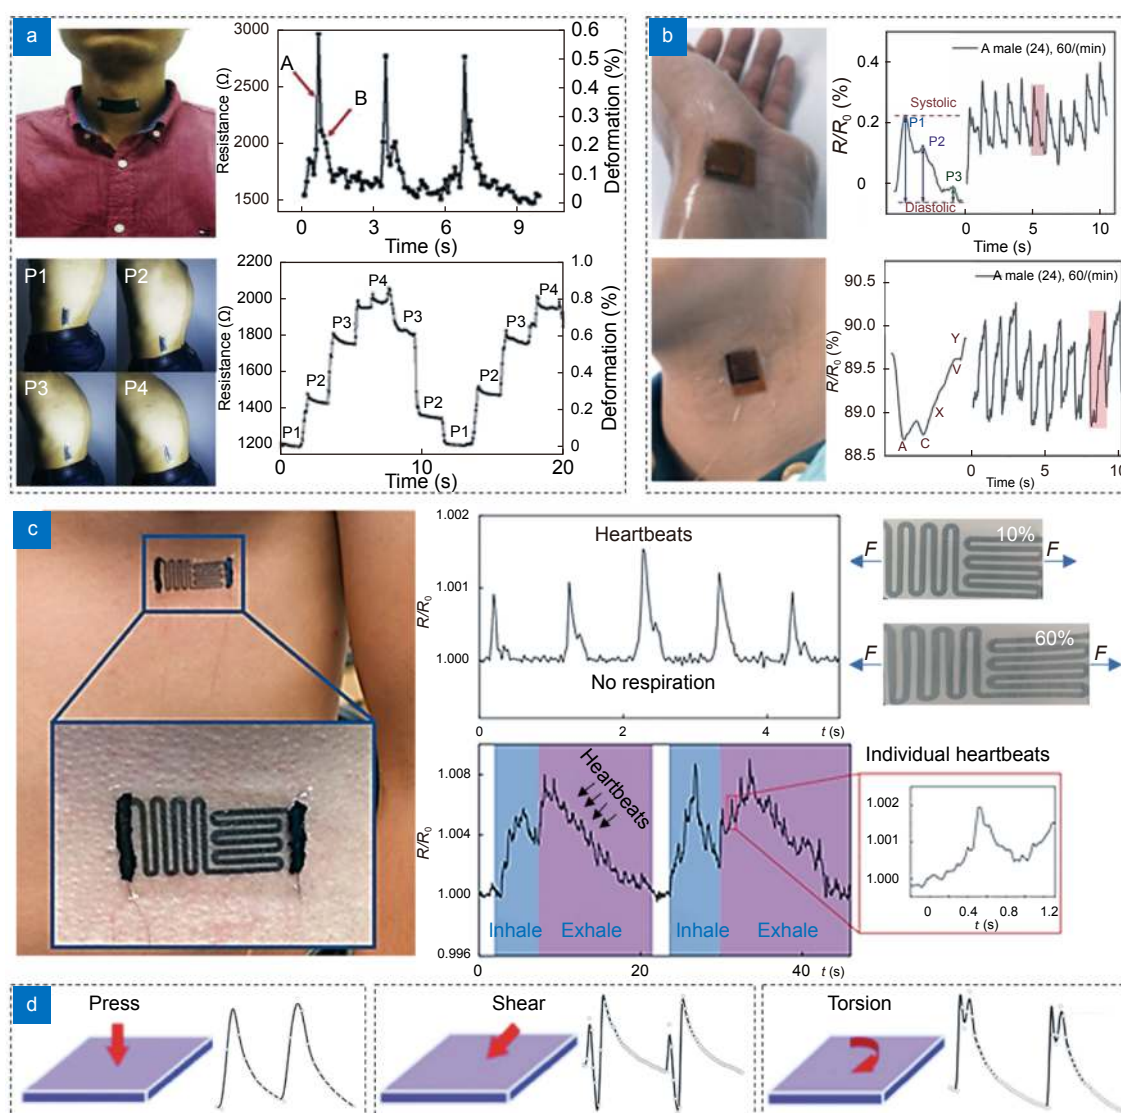 a
3000
2500
2000
1500
Resistance (Ω)
A
B
0.6
0.5
0.4
0.3
0.2
0.1
0
Deformation (%)
0 3 6 9
Time (s)
P1
P2
P3
P4
2200
2000
1800
1600
1400
1200
Resistance (Ω)
P4
P3
P3
P4
P2
P2
P2
P1
P1
1.0
0.8
0.6
0.4
0.2
0
Deformation (%)
0 10 20
Time (s)
b
A male (24), 60/(min)
0.4
0.2
0
R/R0 (%)
Systolic
P1
P2
P3
Diastolic
0 5 10
Time (s)
A male (24), 60/(min)
90.5
90.0
89.5
89.0
88.5
R/R0 (%)
Y
V
X
A
C
0 5 10
Time (s)
c
1.002
1.001
1.000
R/R0
Heartbeats
No respiration
0 2 4 t (s)
10%
F F
60%
F F
1.008
1.004
1.000
0.996
R/R0
Heartbeats
Inhale Exhale Inhale Exhale
0 20 40 t (s)
Individual heartbeats
1.002
1.001
1.000
0 0.4 0.8 1.2
t (s)
d
Press
Shear
Torsion